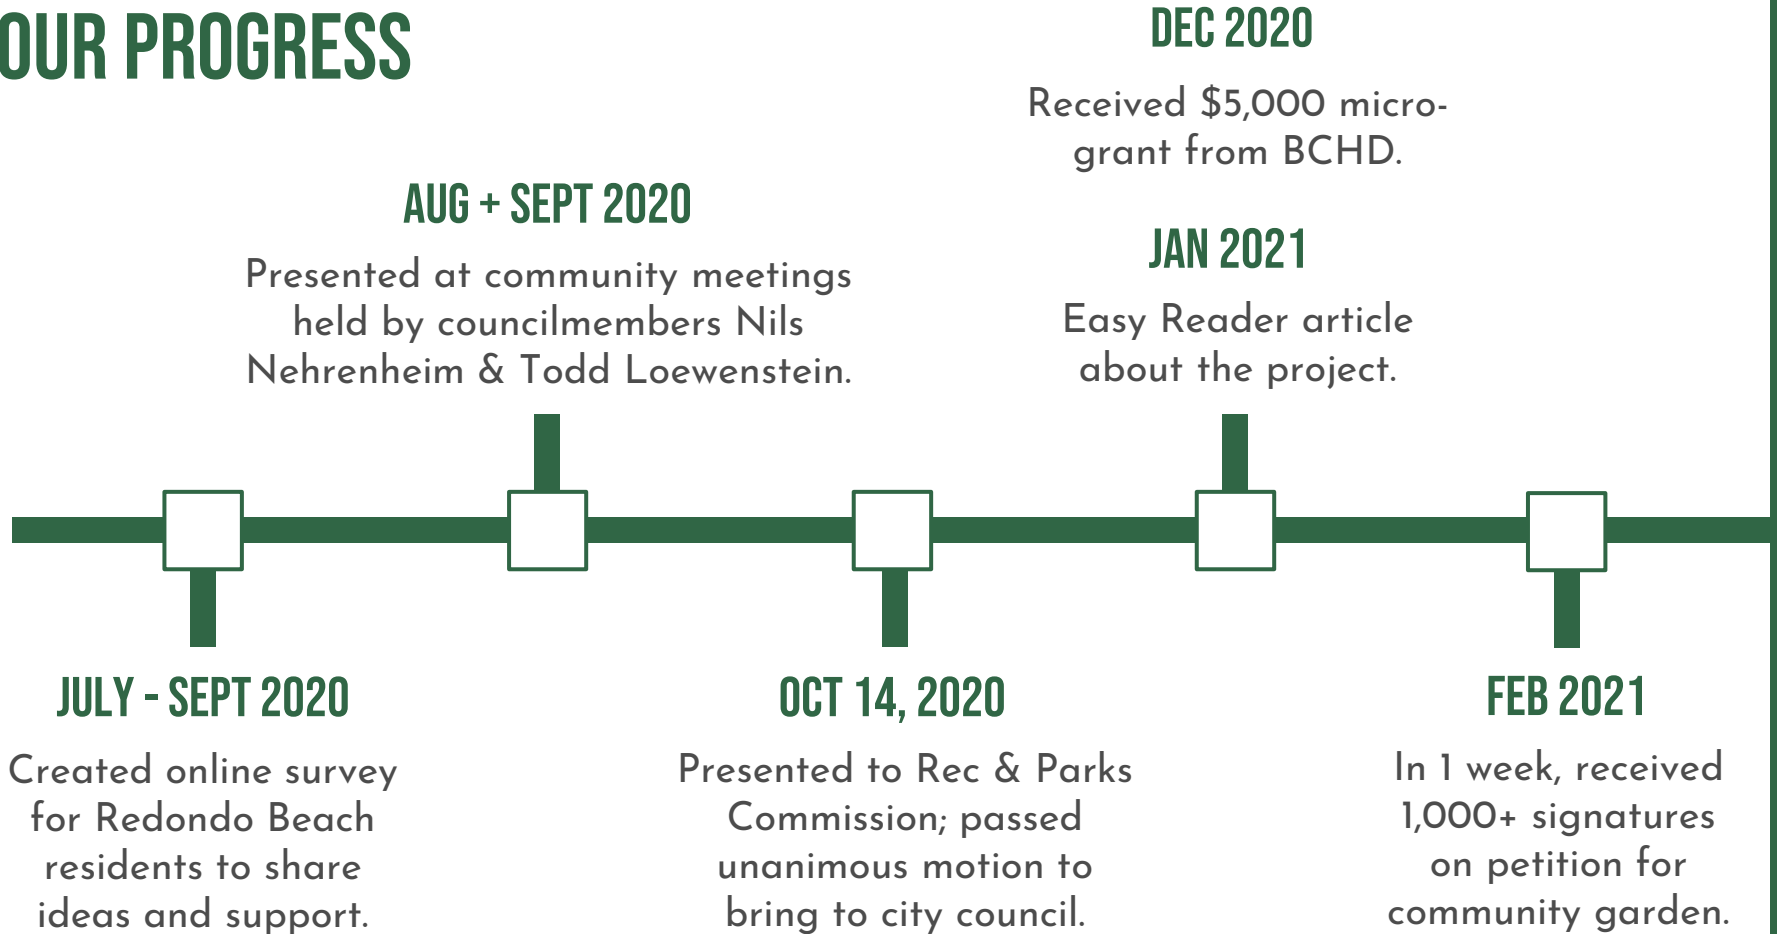 OUR PROGRESS
JULY - SEPT 2020
Created online survey
for Redondo Beach
residents to share
ideas and support.
AUG + SEPT 2020
Presented at community meetings
held by councilmembers Nils
Nehrenheim & Todd Loewenstein.
OCT 14, 2020
Presented to Rec & Parks
Commission; passed
unanimous motion to
bring to city council.
DEC 2020
Received $5,000 micro-
grant from BCHD.
JAN 2021
Easy Reader article
about the project.
FEB 2021
In 1 week, received
1,000+ signatures
on petition for
community garden.